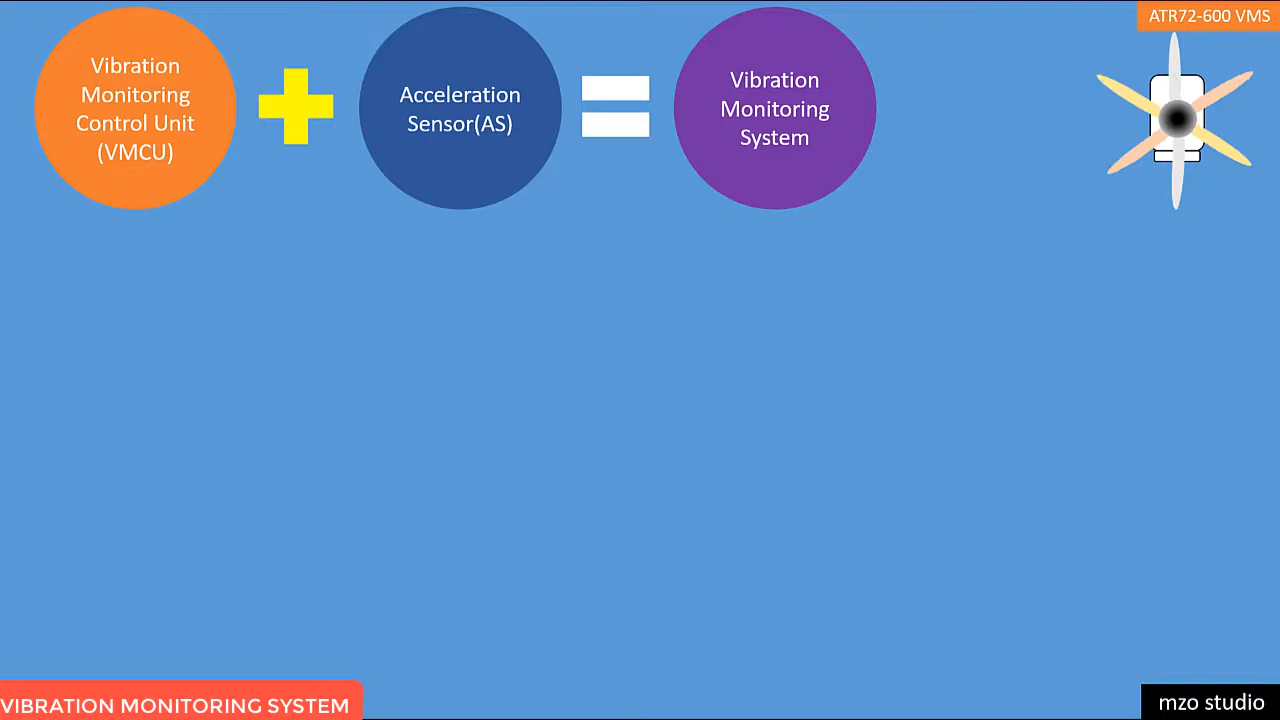 ATR72-600 VMS
Vibration
Monitoring
Control Unit
(VMCU)
Acceleration
Sensor(AS)
Vibration
Monitoring
System
VIBRATION MONITORING SYSTEM
mzo studio